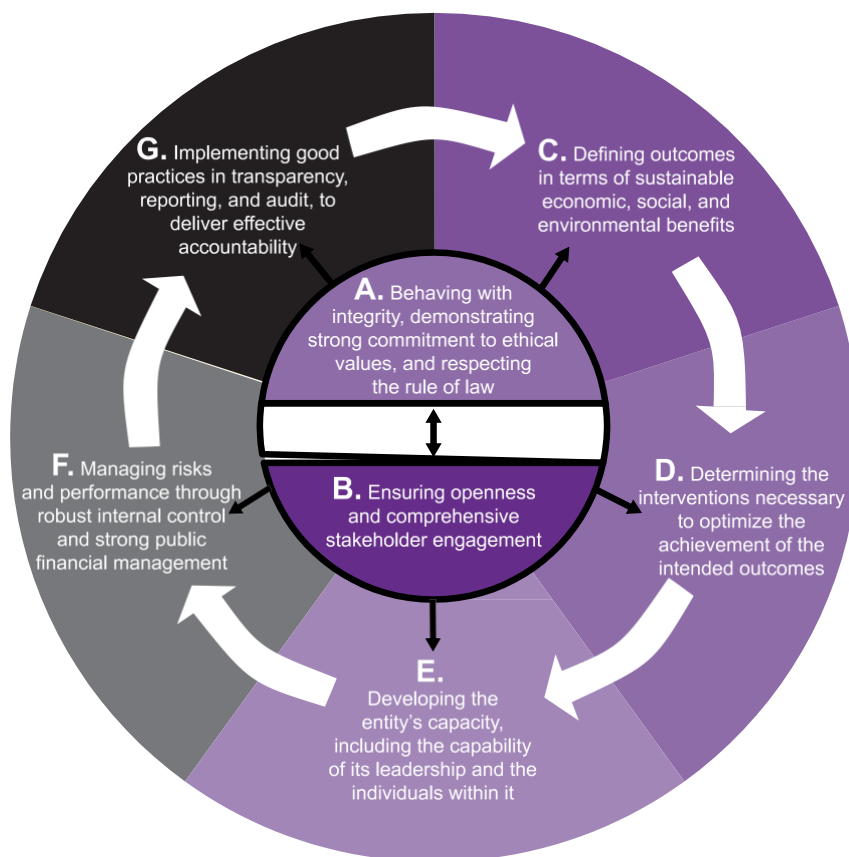 G. Implementing good
practices in transparency,
reporting, and audit, to
deliver effective
accountability
C. Defining outcomes
in terms of sustainable
economic, social, and
environmental benefits
A. Behaving with
integrity, demonstrating
strong commitment to ethical
values, and respecting
the rule of law
B. Ensuring openness
and comprehensive
stakeholder engagement
D. Determining the
interventions necessary
to optimize the
achievement of the
intended outcomes
E.
Developing the
entity's capacity,
including the capability
of its leadership and the
individuals within it
F. Managing risks
and performance through
robust internal control
and strong public
financial management